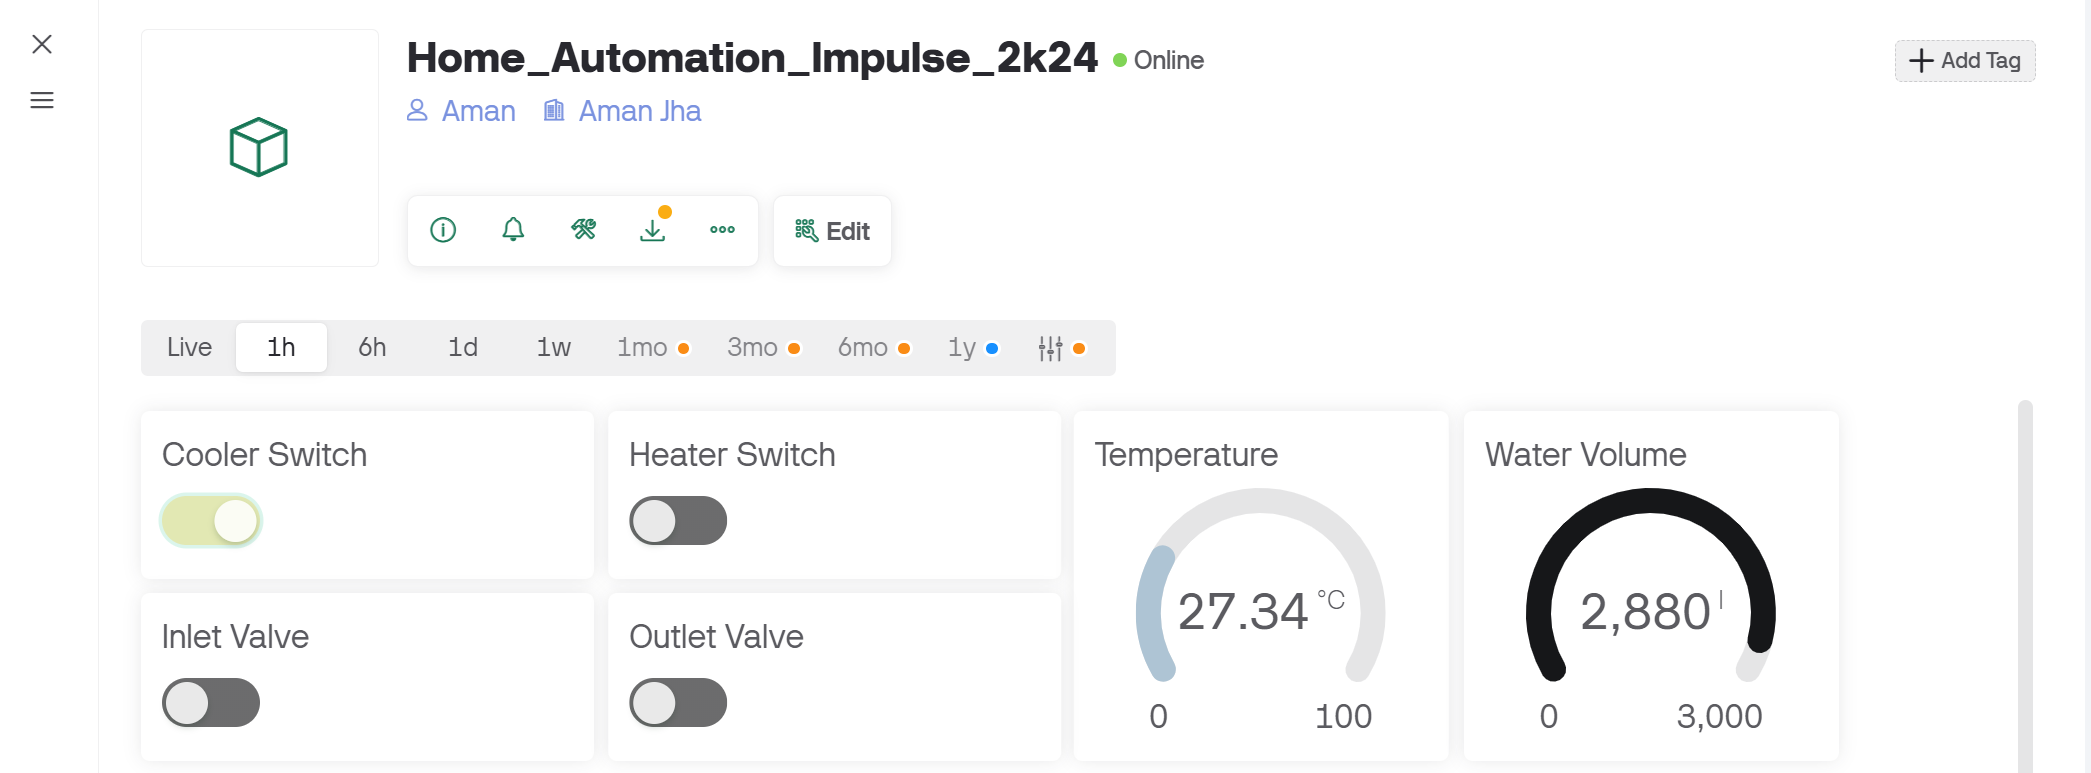 Home_Automation_Impulse_2k24 Online
Add Tag
Aman Aman Jha
Edit
Live 1h 6h 1d 1w 1mo 3mo 6mo 1y
Cooler Switch
Heater Switch
Temperature
27.34 °C
0 100
Water Volume
2,880 l
0 3,000
Inlet Valve
Outlet Valve